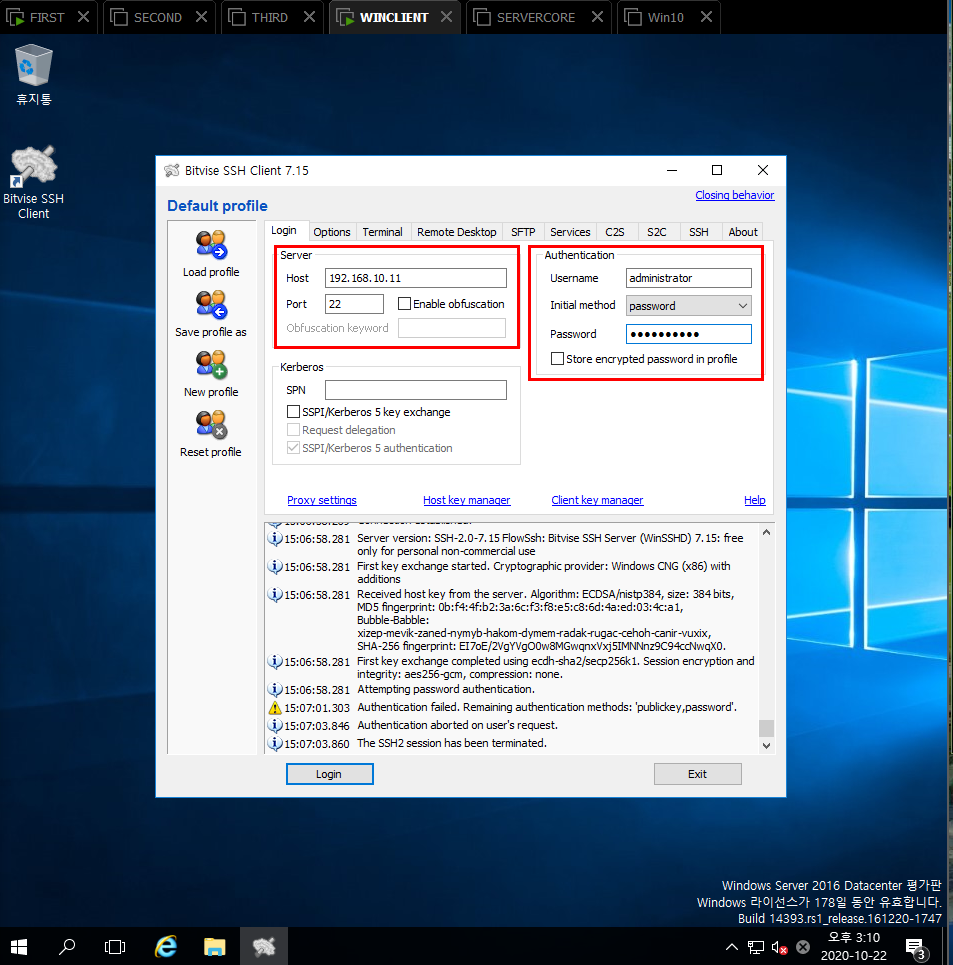 FIRST
SECOND
THIRD
WINCLIENT
SERVERCORE
Win10
휴지통
Bitvise SSH
Client
Bitvise SSH Client 7.15
Closing behavior
Default profile
Load profile
Save profile as
New profile
Reset profile
Login Options Terminal Remote Desktop SFTP Services C2S S2C SSH About
Server
Host 192.168.10.11
Port 22 Enable obfuscation
Obfuscation keyword
Authentication
Username administrator
Initial method password
Password ●●●●●●●●●●
Store encrypted password in profile
Kerberos
SPN
SSPI/Kerberos 5 key exchange
Request delegation
SSPI/Kerberos 5 authentication
Proxy settings Host key manager Client key manager Help
15:06:58.281 Server version: SSH-2.0-7.15 FlowSsh: Bitvise SSH Server (WinSSHD) 7.15: free
only for personal non-commercial use
15:06:58.281 First key exchange started. Cryptographic provider: Windows CNG (x86) with
additions
15:06:58.281 Received host key from the server. Algorithm: ECDSA/nistp384, size: 384 bits,
MD5 fingerprint: 0b:f4:4f:b2:3a:6c:f3:f8:e5:c8:6d:4a:ed:03:4c:a1,
Bubble-Babble:
xizep-mevik-zaned-nymyb-hakom-dymem-radak-rugac-cehoh-canir-vuxix,
SHA-256 fingerprint: EI7oE/2VgYVgO0w8MGwqnxVxj5IMNNnz9C94ccNwqX0.
15:06:58.281 First key exchange completed using ecdh-sha2/secp256k1. Session encryption and
integrity: aes256-gcm, compression: none.
15:06:58.281 Attempting password authentication.
15:07:01.303 Authentication failed. Remaining authentication methods: 'publickey,password'.
15:07:03.846 Authentication aborted on user's request.
15:07:03.860 The SSH2 session has been terminated.
Login Exit
Windows Server 2016 Datacenter 평가판
Windows 라이선스가 178일 동안 유효합니다.
Build 14393.rs1_release.161220-1747
오후 3:10
2020-10-22
3